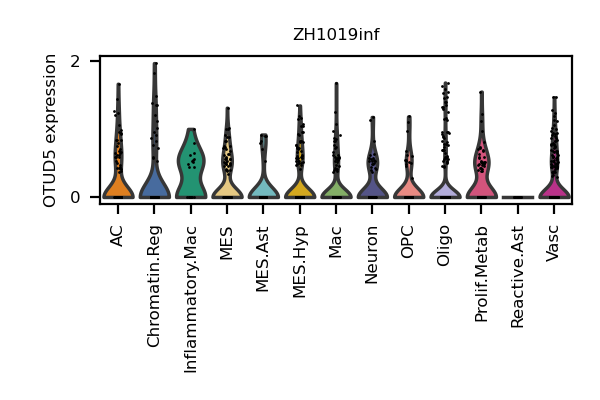 ZH1019inf
OTUD5 expression
2
0
AC
Chromatin.Reg
Inflammatory.Mac
MES
MES.Ast
MES.Hyp
Mac
Neuron
OPC
Oligo
Prolif.Metab
Reactive.Ast
Vasc